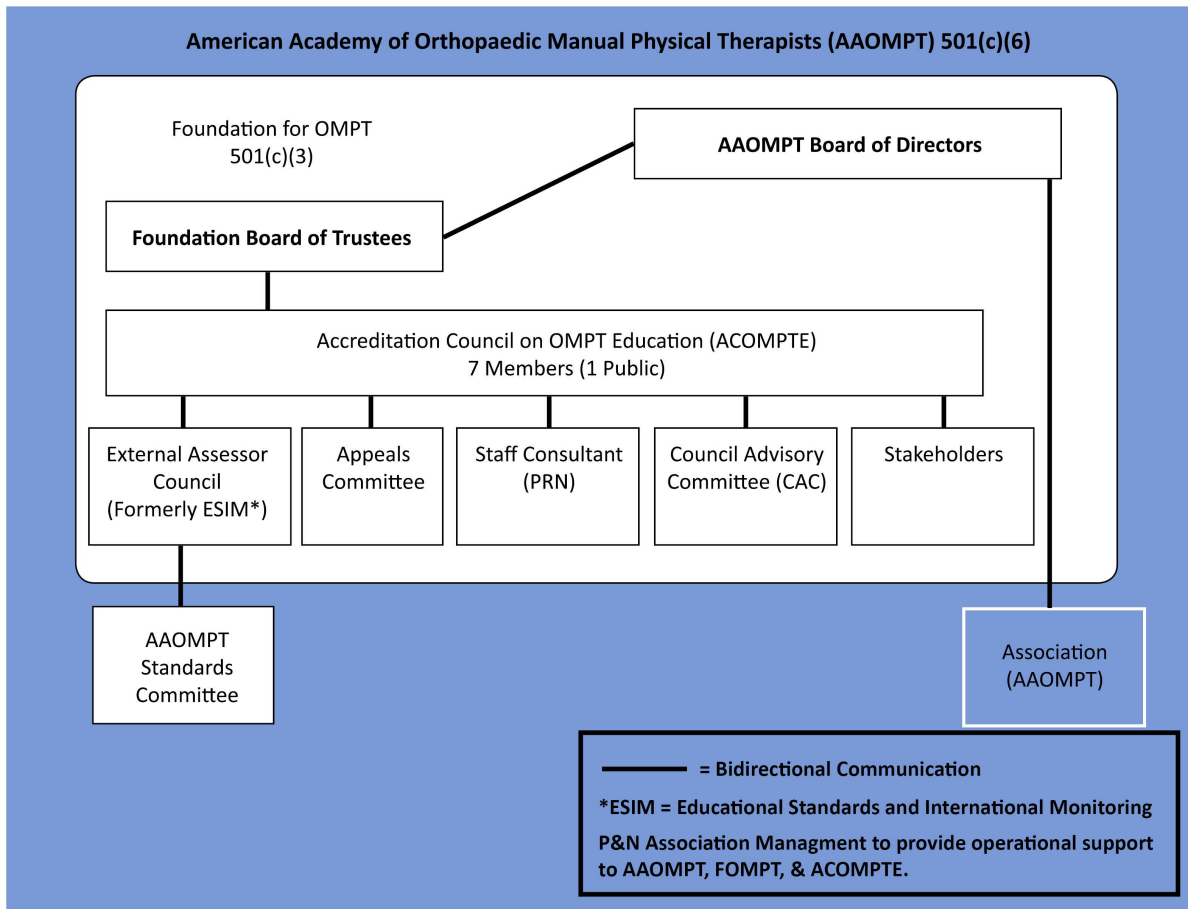 American Academy of Orthopaedic Manual Physical Therapists (AAOMPT) 501(c)(6)
Foundation for OMPT
501(c)(3)
AAOMPT Board of Directors
Foundation Board of Trustees
Accreditation Council on OMPT Education (ACOMPTE)
7 Members (1 Public)
External Assessor
Council
(Formerly ESIM*)
Appeals
Committee
Staff Consultant
(PRN)
Council Advisory
Committee (CAC)
Stakeholders
AAOMPT
Standards
Committee
Association
(AAOMPT)
= Bidirectional Communication
*ESIM = Educational Standards and International Monitoring
P&N Association Managment to provide operational support
to AAOMPT, FOMPT, & ACOMPTE.